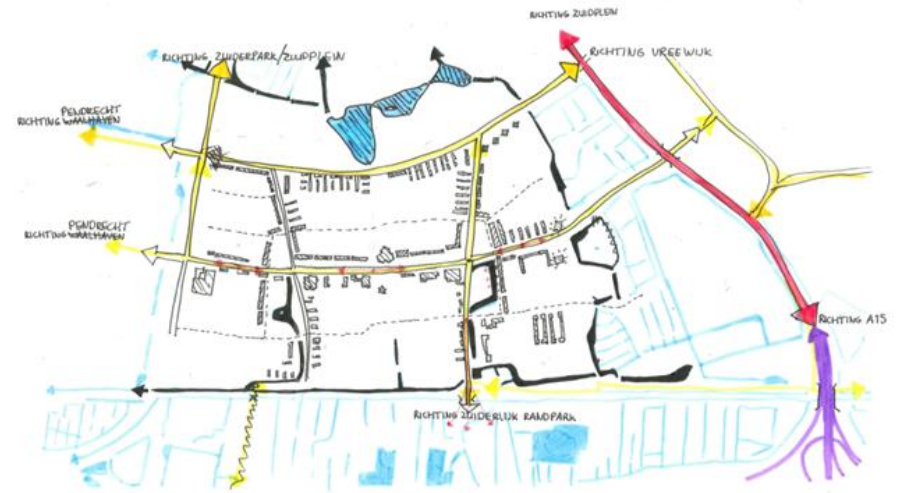 RICHTING ZUIDPLEIN
RICHTING ZUIDERPARK/ZUIDPLEIN
RICHTING VREEWIJK
PENDRECHT
RICHTING WAALHAVEN
PENDRECHT
RICHTING WAALHAVEN
RICHTING A15
RICHTING ZUIDERLIJK RANDPARK